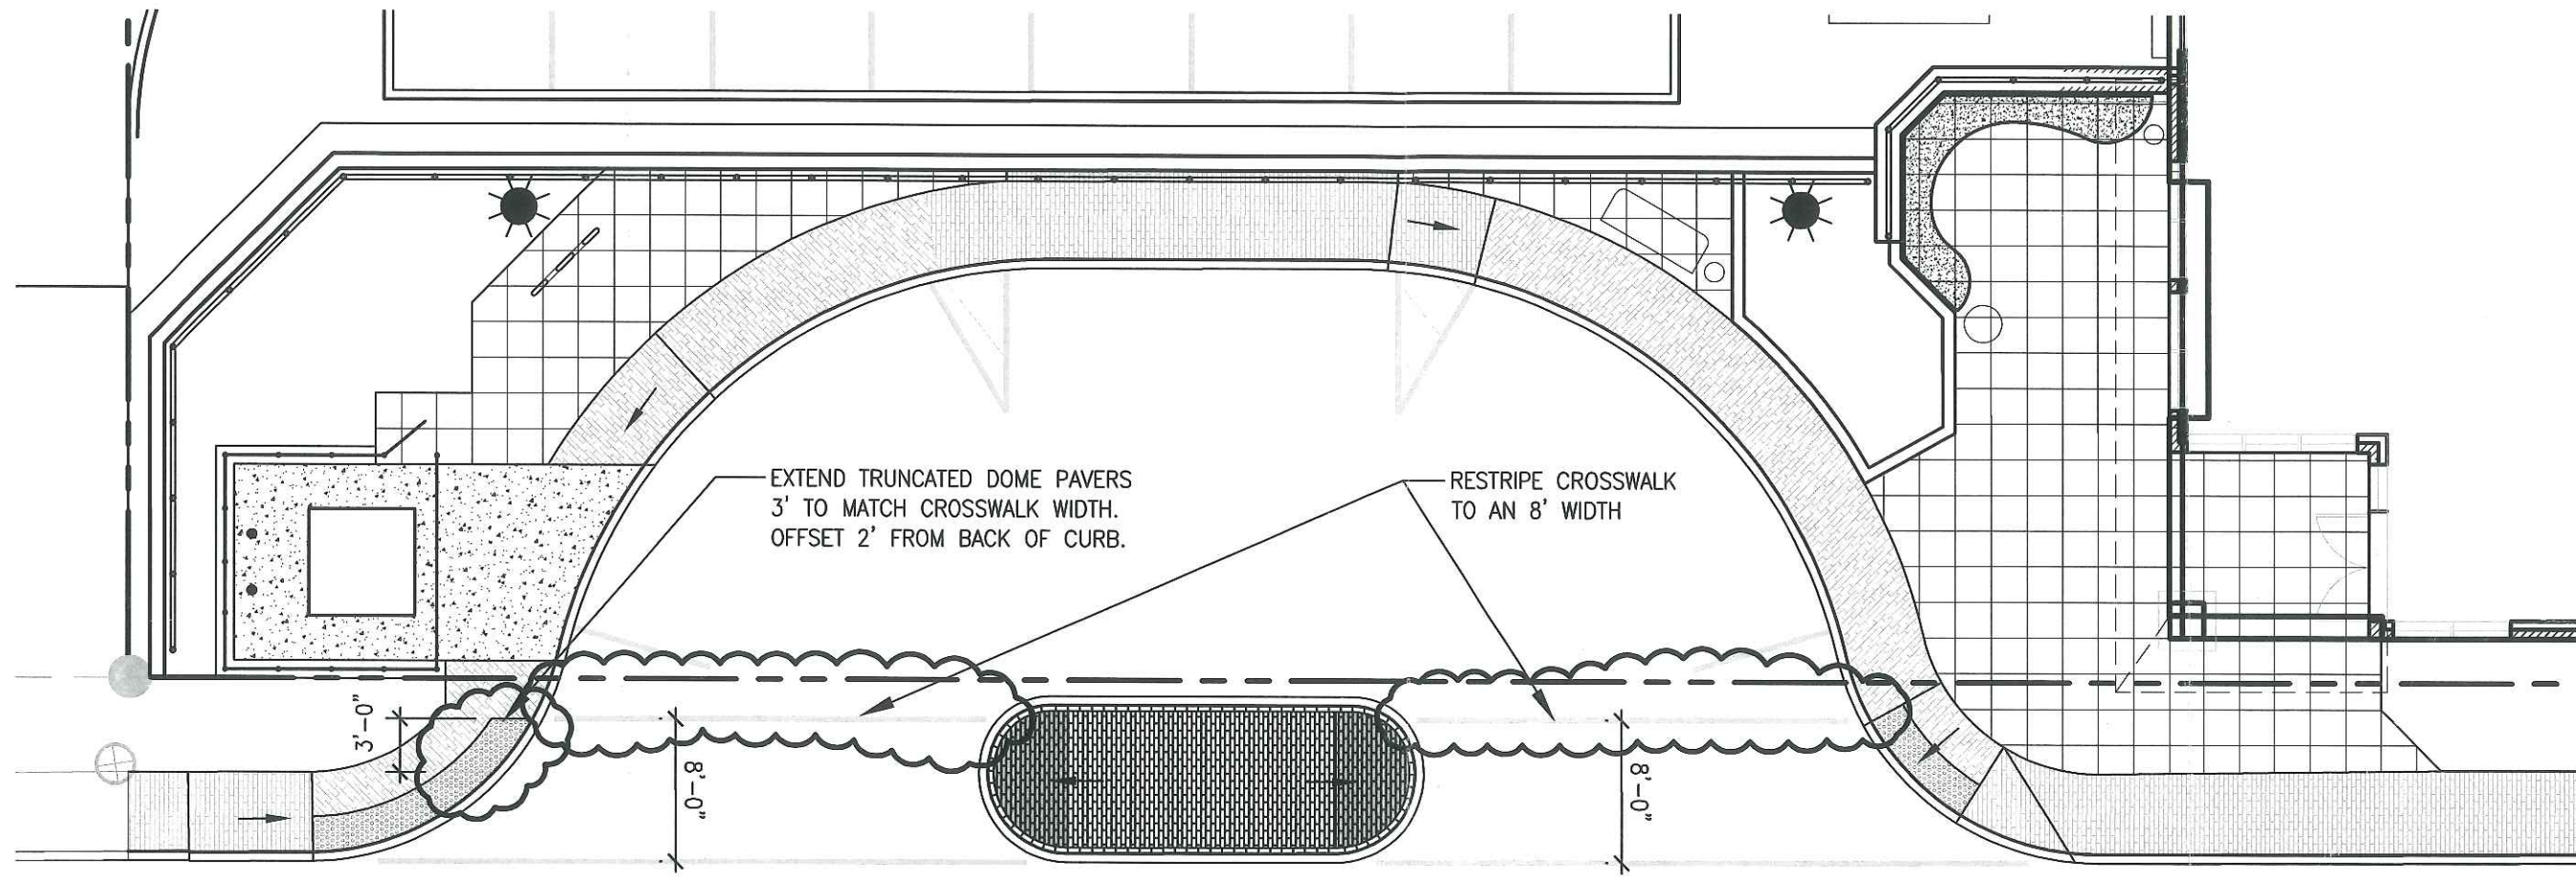 EXTEND TRUNCATED DOME PAVERS
3' TO MATCH CROSSWALK WIDTH.
OFFSET 2' FROM BACK OF CURB.
RESTRIPE CROSSWALK
TO AN 8' WIDTH
3'-0"
8'-0"
8'-0"